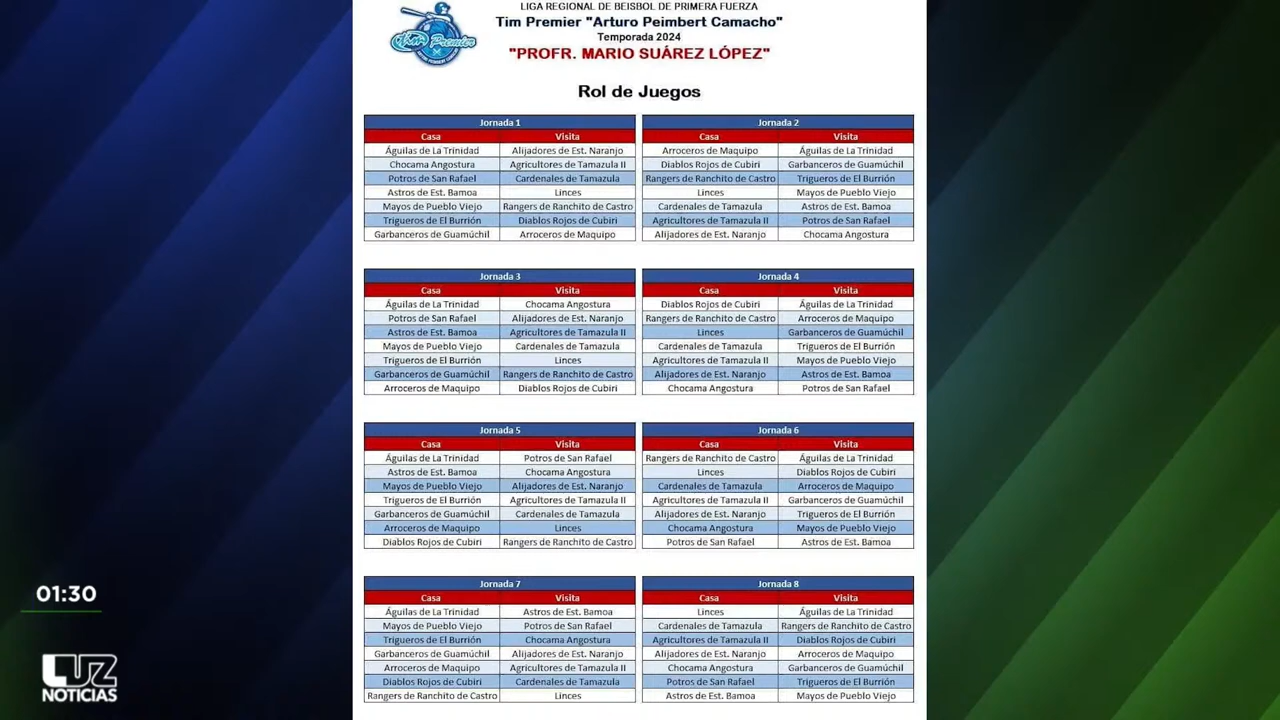 LIGA REGIONAL DE BEISBOL DE PRIMERA FUERZA
Tim Premier "Arturo Peimbert Camacho"
Temporada 2024
"PROFR. MARIO SUÁREZ LÓPEZ"
Rol de Juegos
Jornada 1
Casa Visita
Águilas de La Trinidad Alijadores de Est. Naranjo
Chocama Angostura Agricultores de Tamazula II
Potros de San Rafael Cardenales de Tamazula
Astros de Est. Bamoa Linces
Mayos de Pueblo Viejo Rangers de Ranchito de Castro
Trigueros de El Burrión Diablos Rojos de Cubiri
Garbanceros de Guamúchil Arroceros de Maquipo
Jornada 2
Casa Visita
Arroceros de Maquipo Águilas de La Trinidad
Diablos Rojos de Cubiri Garbanceros de Guamúchil
Rangers de Ranchito de Castro Trigueros de El Burrión
Linces Mayos de Pueblo Viejo
Cardenales de Tamazula Astros de Est. Bamoa
Agricultores de Tamazula II Potros de San Rafael
Alijadores de Est. Naranjo Chocama Angostura
Jornada 3
Casa Visita
Águilas de La Trinidad Chocama Angostura
Potros de San Rafael Alijadores de Est. Naranjo
Astros de Est. Bamoa Agricultores de Tamazula II
Mayos de Pueblo Viejo Cardenales de Tamazula
Trigueros de El Burrión Linces
Garbanceros de Guamúchil Rangers de Ranchito de Castro
Arroceros de Maquipo Diablos Rojos de Cubiri
Jornada 4
Casa Visita
Diablos Rojos de Cubiri Águilas de La Trinidad
Rangers de Ranchito de Castro Arroceros de Maquipo
Linces Garbanceros de Guamúchil
Cardenales de Tamazula Trigueros de El Burrión
Agricultores de Tamazula II Mayos de Pueblo Viejo
Alijadores de Est. Naranjo Astros de Est. Bamoa
Chocama Angostura Potros de San Rafael
Jornada 5
Casa Visita
Águilas de La Trinidad Potros de San Rafael
Astros de Est. Bamoa Chocama Angostura
Mayos de Pueblo Viejo Alijadores de Est. Naranjo
Trigueros de El Burrión Agricultores de Tamazula II
Garbanceros de Guamúchil Cardenales de Tamazula
Arroceros de Maquipo Linces
Diablos Rojos de Cubiri Rangers de Ranchito de Castro
Jornada 6
Casa Visita
Rangers de Ranchito de Castro Águilas de La Trinidad
Linces Diablos Rojos de Cubiri
Cardenales de Tamazula Arroceros de Maquipo
Agricultores de Tamazula II Garbanceros de Guamúchil
Alijadores de Est. Naranjo Trigueros de El Burrión
Chocama Angostura Mayos de Pueblo Viejo
Potros de San Rafael Astros de Est. Bamoa
Jornada 7
Casa Visita
Águilas de La Trinidad Astros de Est. Bamoa
Mayos de Pueblo Viejo Potros de San Rafael
Trigueros de El Burrión Chocama Angostura
Garbanceros de Guamúchil Alijadores de Est. Naranjo
Arroceros de Maquipo Agricultores de Tamazula II
Diablos Rojos de Cubiri Cardenales de Tamazula
Rangers de Ranchito de Castro Linces
Jornada 8
Casa Visita
Linces Águilas de La Trinidad
Cardenales de Tamazula Rangers de Ranchito de Castro
Agricultores de Tamazula II Diablos Rojos de Cubiri
Alijadores de Est. Naranjo Arroceros de Maquipo
Chocama Angostura Garbanceros de Guamúchil
Potros de San Rafael Trigueros de El Burrión
Astros de Est. Bamoa Mayos de Pueblo Viejo
01:30
LUZ
NOTICIAS